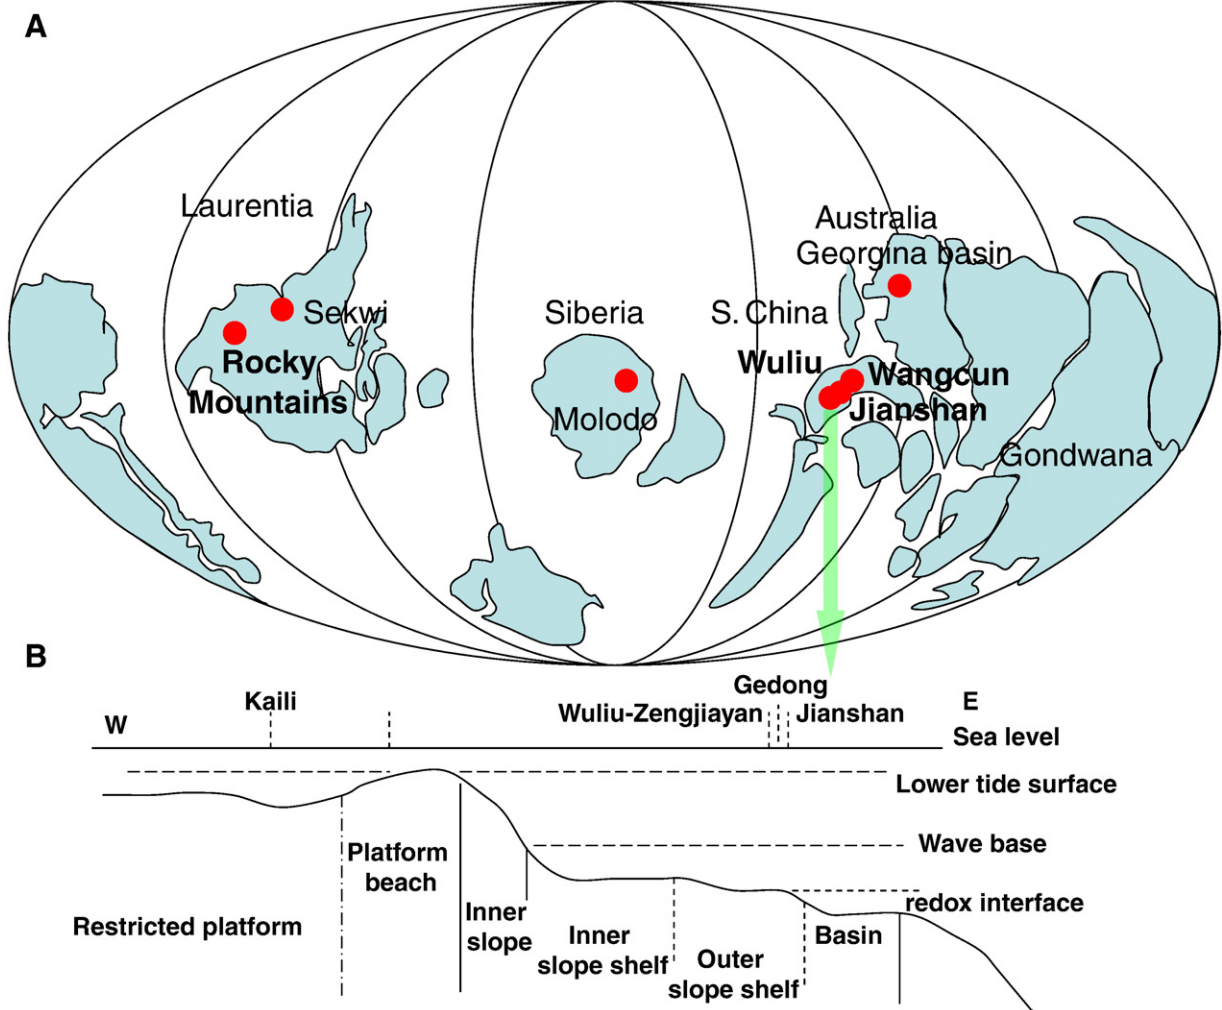 A
Laurentia
Australia
Georgina basin
Sekwi
Siberia
S. China
Rocky
Mountains
Wuliu
Wangcun
Jianshan
Molodo
Gondwana
B
Gedong
Kaili
Wuliu-Zengjiayan
Jianshan
E
W
Sea level
Lower tide surface
Wave base
Platform
beach
redox interface
Inner
slope
Restricted platform
Inner
slope shelf
Basin
Outer
slope shelf